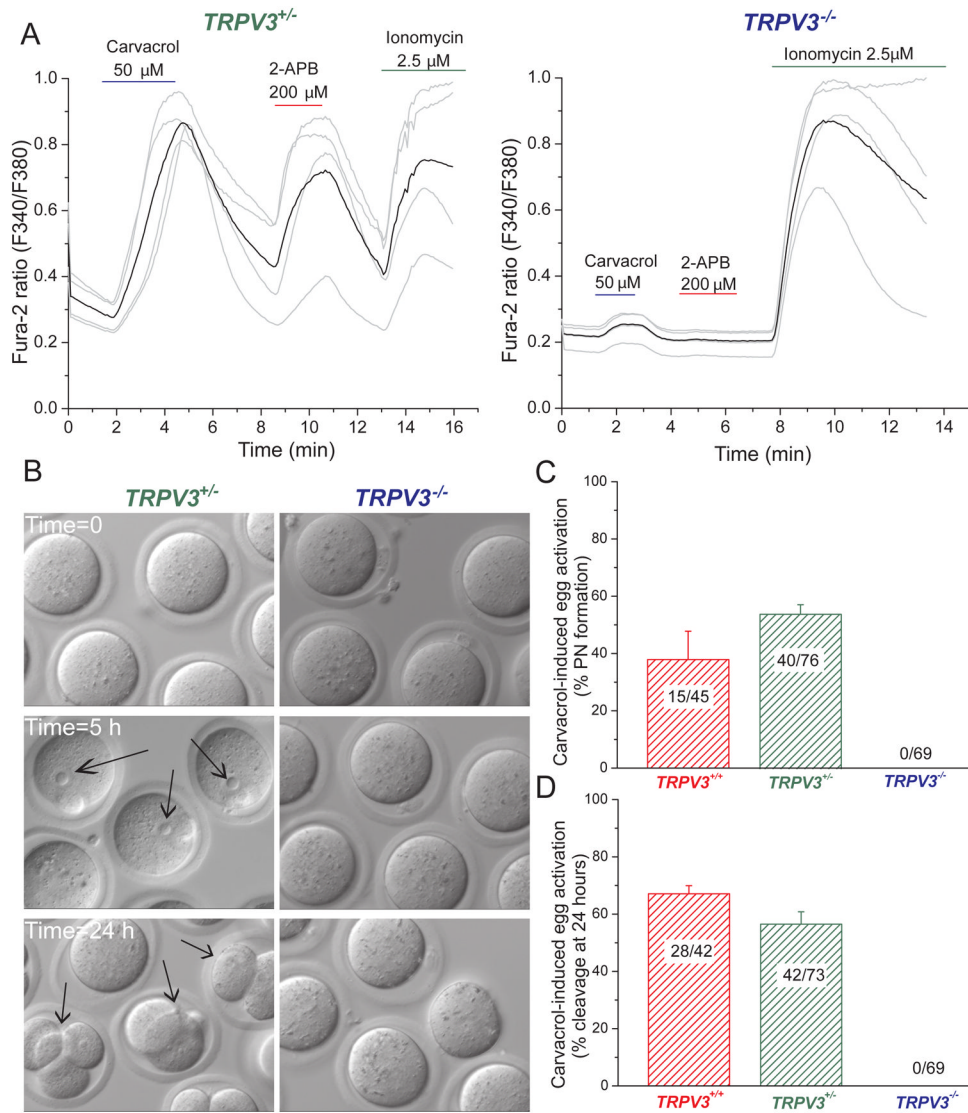 A
TRPV3+/-
Carvacrol
50 μM
2-APB
200 μM
Ionomycin
2.5 μM
1.0
0.8
0.6
0.4
0.2
0.0
Fura-2 ratio (F340/F380)
0 2 4 6 8 10 12 14 16
Time (min)
TRPV3-/-
Ionomycin 2.5μM
Carvacrol
50 μM
2-APB
200 μM
1.0
0.8
0.6
0.4
0.2
0.0
Fura-2 ratio (F340/F380)
0 2 4 6 8 10 12 14
Time (min)
B
TRPV3+/-
TRPV3-/-
Time=0
Time=5 h
Time=24 h
C
Carvacrol-induced egg activation
(% PN formation)
100
80
60
40
20
0
15/45
40/76
0/69
TRPV3+/+
TRPV3+/-
TRPV3-/-
D
Carvacrol-induced egg activation
(% cleavage at 24 hours)
100
80
60
40
20
0
28/42
42/73
0/69
TRPV3+/+
TRPV3+/-
TRPV3-/-